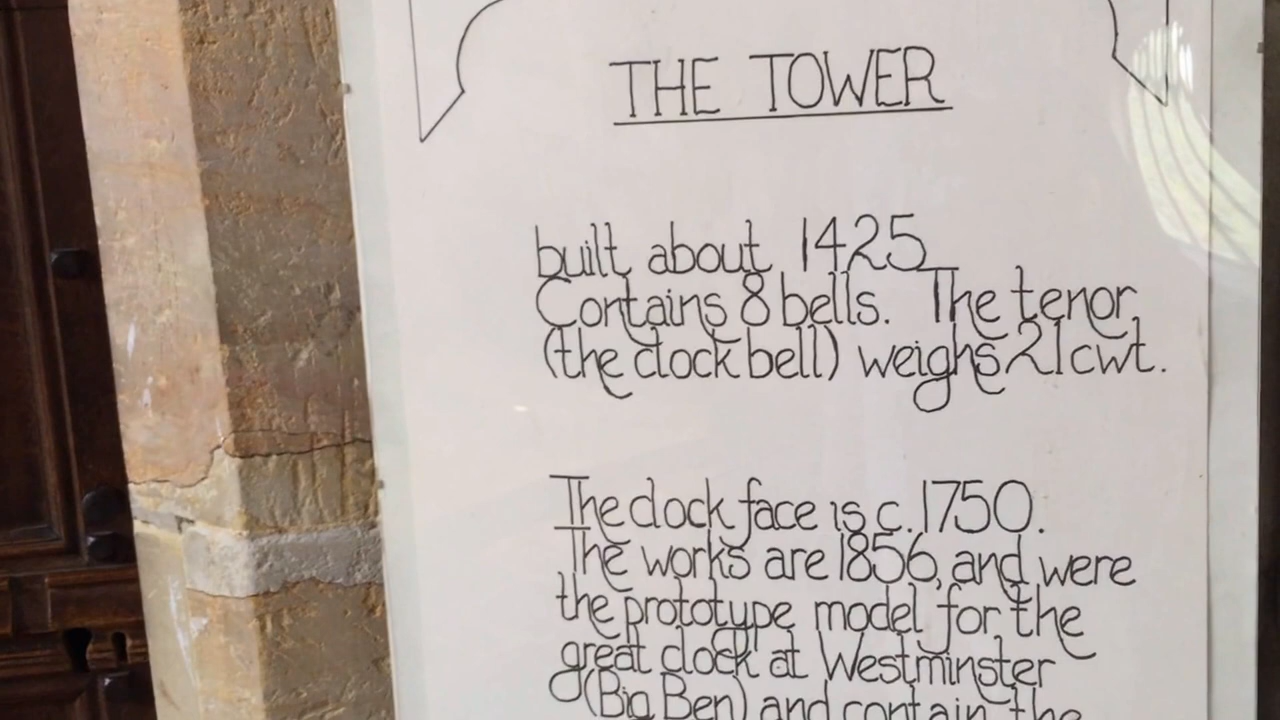 THE TOWER
built about 1425
Contains 8 bells. The tenor
(the clock bell) weighs 21 cwt.
The clock face is c. 1750.
The works are 1856, and were
the prototype model for the
great clock at Westminster
(Big Ben) and contain the